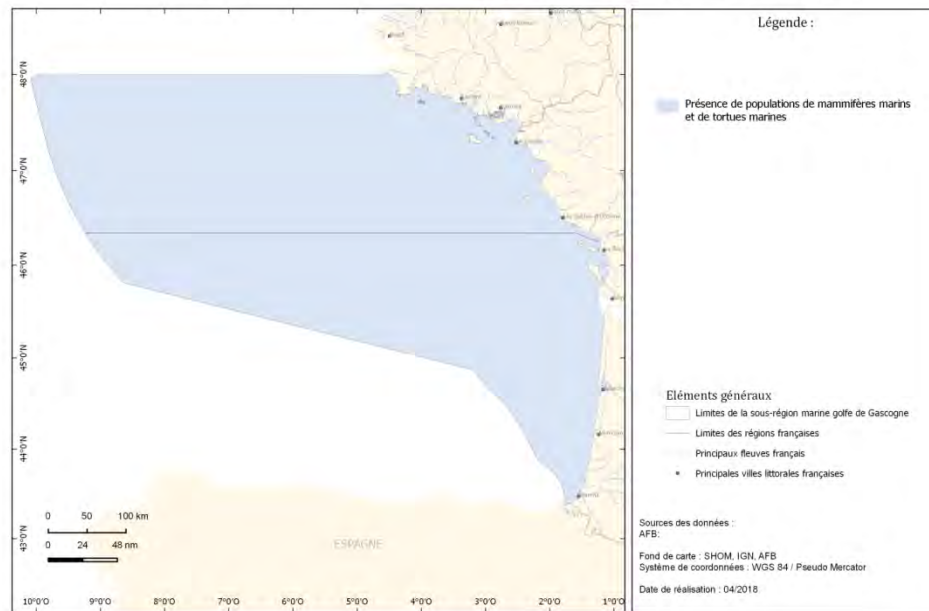 48°0'N
47°0'N
46°0'N
45°0'N
44°0'N
43°0'N
ESPAGNE
0 50 100 km
0 24 48 nm
10°0'O 9°0'O 8°0'O 7°0'O 6°0'O 5°0'O 4°0'O 3°0'O 2°0'O 1°0'O
Légende :
Présence de populations de mammifères marins
et de tortues marines
Eléments généraux
Limites de la sous-région marine golfe de Gascogne
Limites des régions françaises
Principaux fleuves français
Principales villes littorales françaises
Sources des données :
AFB:
Fond de carte : SHOM, IGN, AFB
Système de coordonnées : WGS 84 / Pseudo Mercator
Date de réalisation : 04/2018